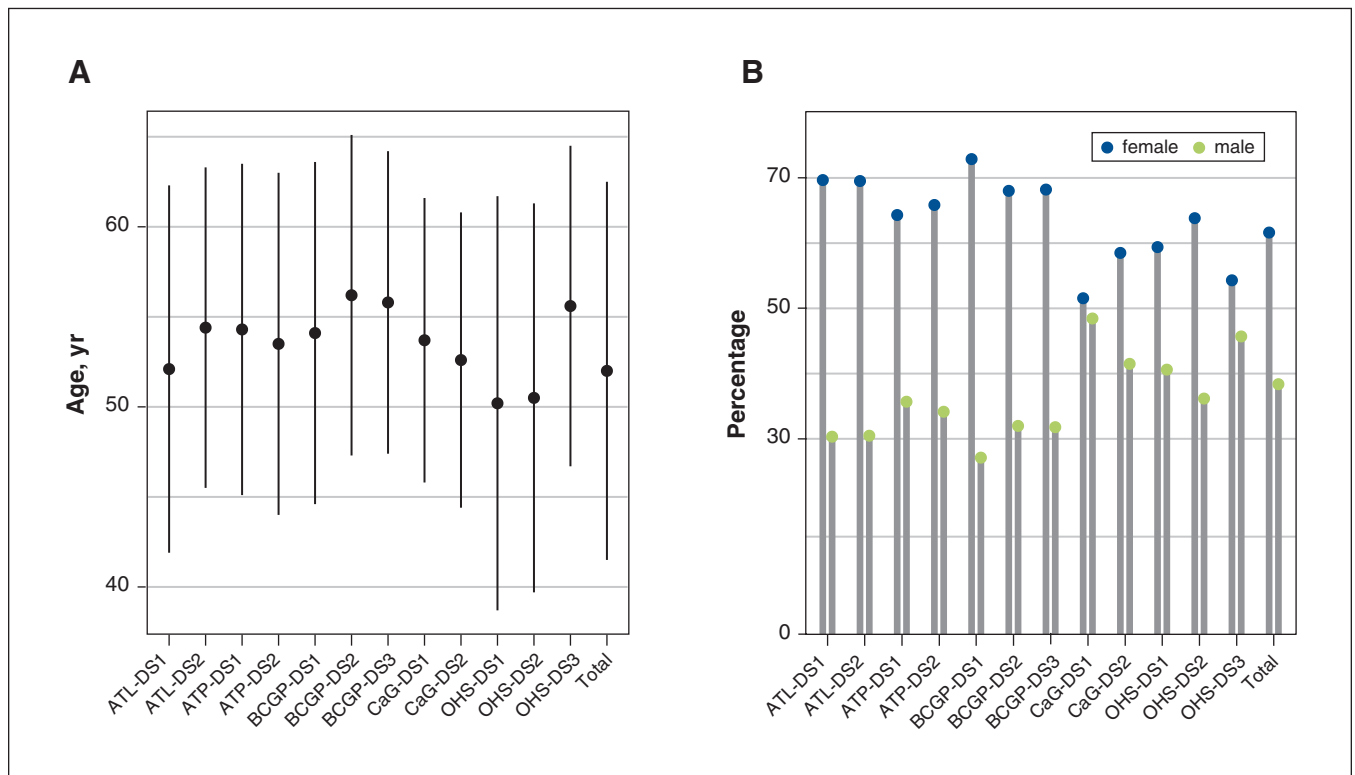 A
Age, yr
60
50
40
ATL-DS1
ATL-DS2
ATP-DS1
ATP-DS2
BCGP-DS1
BCGP-DS2
BCGP-DS3
CaG-DS1
CaG-DS2
OHS-DS1
OHS-DS2
OHS-DS3
Total
B
female male
Percentage
70
50
30
0
ATL-DS1
ATL-DS2
ATP-DS1
ATP-DS2
BCGP-DS1
BCGP-DS2
BCGP-DS3
CaG-DS1
CaG-DS2
OHS-DS1
OHS-DS2
OHS-DS3
Total